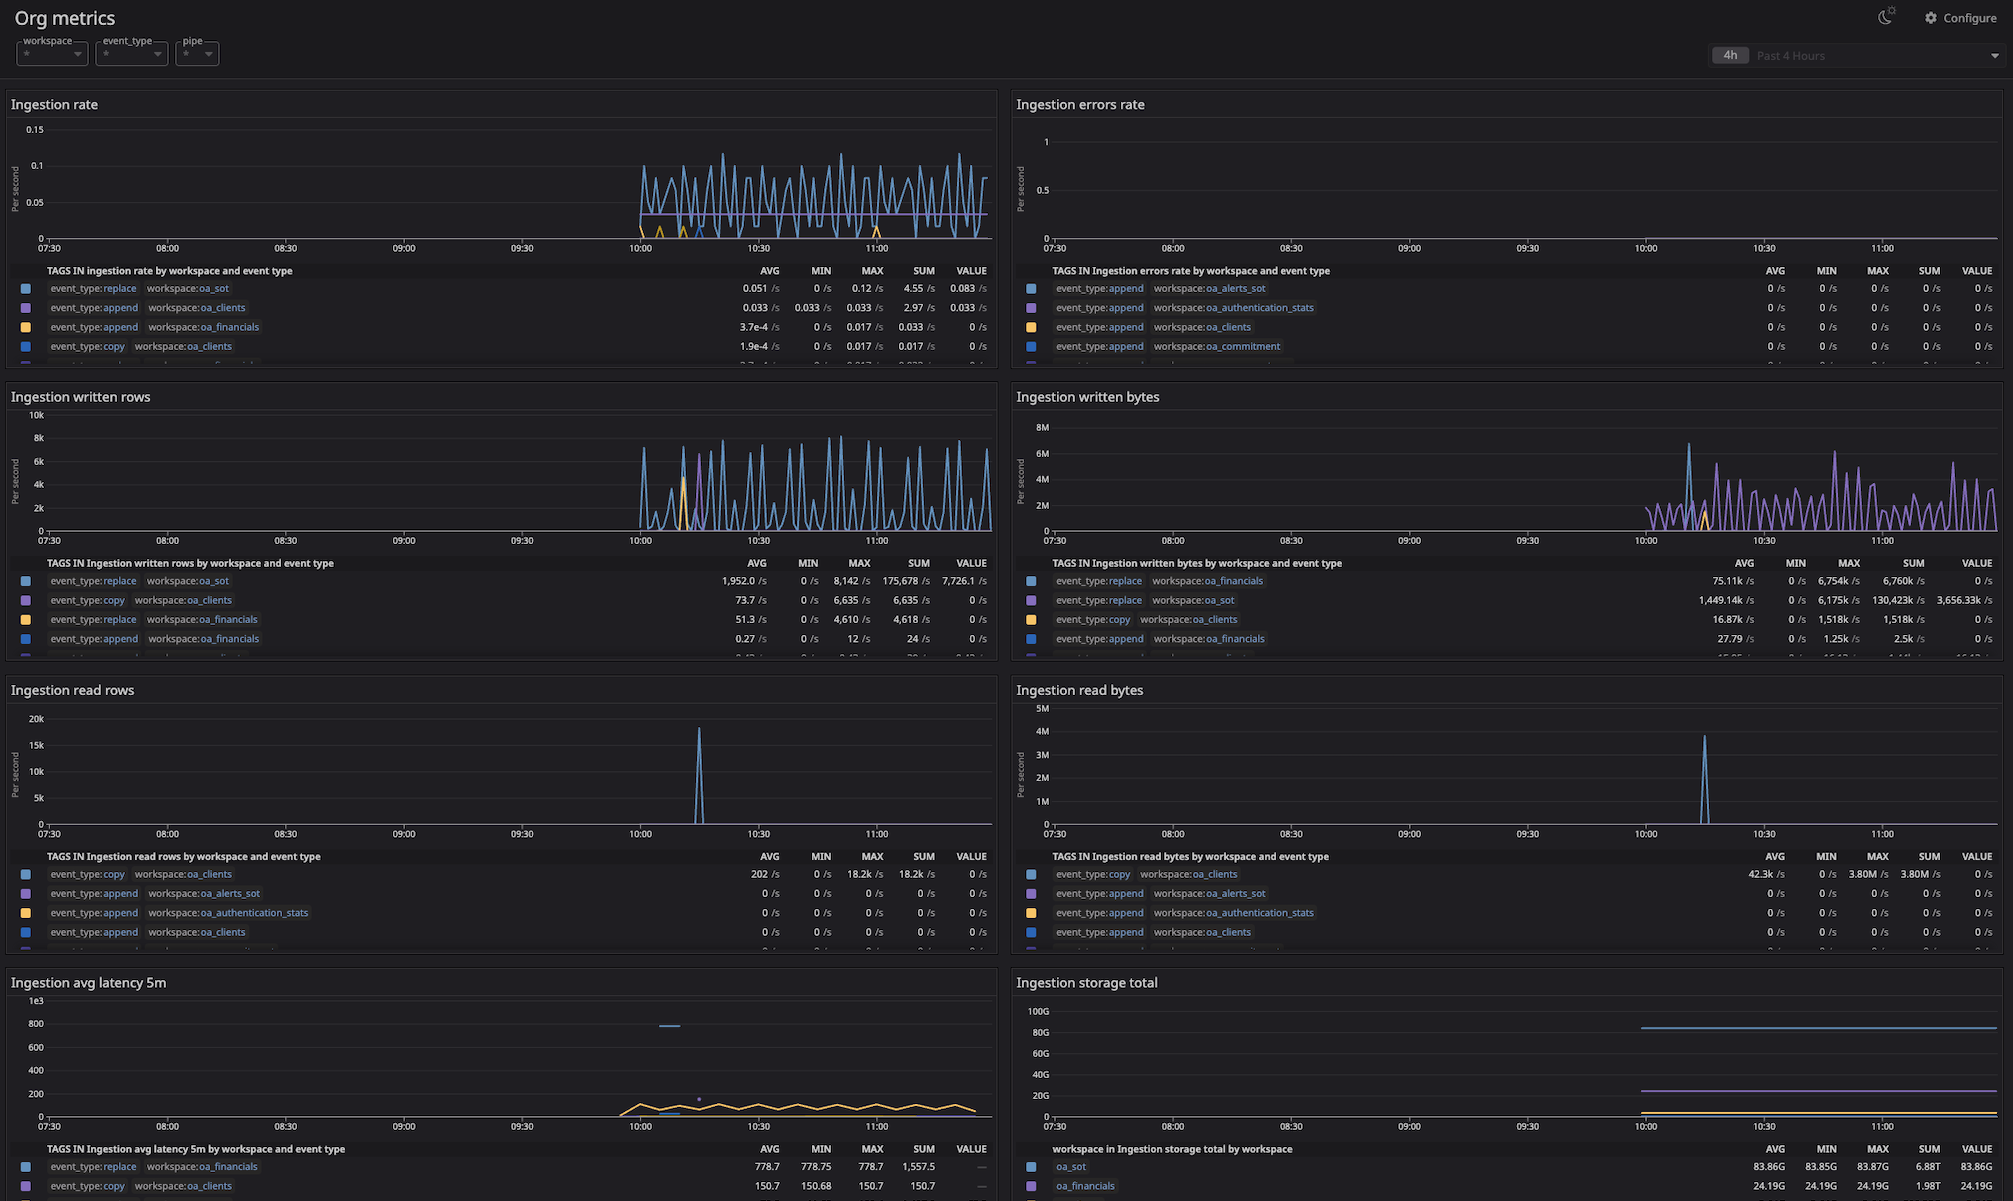 Org metrics
Configure
workspace
event_type
pipe
*
*
*
4h Past 4 Hours
Ingestion rate
Per second
0.15
0.1
0.05
0
07:30 08:00 08:30 09:00 09:30 10:00 10:30 11:00
TAGS IN ingestion rate by workspace and event type AVG MIN MAX SUM VALUE
event_type:replace workspace:oa_sot 0.051 /s 0 /s 0.12 /s 4.55 /s 0.083 /s
event_type:append workspace:oa_clients 0.033 /s 0.033 /s 0.033 /s 2.97 /s 0.033 /s
event_type:append workspace:oa_financials 3.7e-4 /s 0 /s 0.017 /s 0.033 /s 0 /s
event_type:copy workspace:oa_clients 1.9e-4 /s 0 /s 0.017 /s 0.017 /s 0 /s
Ingestion errors rate
Per second
1
0.5
0
07:30 08:00 08:30 09:00 09:30 10:00 10:30 11:00
TAGS IN Ingestion errors rate by workspace and event type AVG MIN MAX SUM VALUE
event_type:append workspace:oa_alerts_sot 0 /s 0 /s 0 /s 0 /s 0 /s
event_type:append workspace:oa_authentication_stats 0 /s 0 /s 0 /s 0 /s 0 /s
event_type:append workspace:oa_clients 0 /s 0 /s 0 /s 0 /s 0 /s
event_type:append workspace:oa_commitment 0 /s 0 /s 0 /s 0 /s 0 /s
Ingestion written rows
Per second
10k
8k
6k
4k
2k
0
07:30 08:00 08:30 09:00 09:30 10:00 10:30 11:00
TAGS IN Ingestion written rows by workspace and event type AVG MIN MAX SUM VALUE
event_type:replace workspace:oa_sot 1,952.0 /s 0 /s 8,142 /s 175,678 /s 7,726.1 /s
event_type:copy workspace:oa_clients 73.7 /s 0 /s 6,635 /s 6,635 /s 0 /s
event_type:replace workspace:oa_financials 51.3 /s 0 /s 4,610 /s 4,618 /s 0 /s
event_type:append workspace:oa_financials 0.27 /s 0 /s 12 /s 24 /s 0 /s
Ingestion written bytes
Per second
8M
6M
4M
2M
0
07:30 08:00 08:30 09:00 09:30 10:00 10:30 11:00
TAGS IN Ingestion written bytes by workspace and event type AVG MIN MAX SUM VALUE
event_type:replace workspace:oa_financials 75.11k /s 0 /s 6,754k /s 6,760k /s 0 /s
event_type:replace workspace:oa_sot 1,449.14k /s 0 /s 6,175k /s 130,423k /s 3,656.33k /s
event_type:copy workspace:oa_clients 16.87k /s 0 /s 1,518k /s 1,518k /s 0 /s
event_type:append workspace:oa_financials 27.79 /s 0 /s 1.25k /s 2.5k /s 0 /s
Ingestion read rows
Per second
20k
15k
10k
5k
0
07:30 08:00 08:30 09:00 09:30 10:00 10:30 11:00
TAGS IN Ingestion read rows by workspace and event type AVG MIN MAX SUM VALUE
event_type:copy workspace:oa_clients 202 /s 0 /s 18.2k /s 18.2k /s 0 /s
event_type:append workspace:oa_alerts_sot 0 /s 0 /s 0 /s 0 /s 0 /s
event_type:append workspace:oa_authentication_stats 0 /s 0 /s 0 /s 0 /s 0 /s
event_type:append workspace:oa_clients 0 /s 0 /s 0 /s 0 /s 0 /s
Ingestion read bytes
Per second
5M
4M
3M
2M
1M
0
07:30 08:00 08:30 09:00 09:30 10:00 10:30 11:00
TAGS IN Ingestion read bytes by workspace and event type AVG MIN MAX SUM VALUE
event_type:copy workspace:oa_clients 42.3k /s 0 /s 3.80M /s 3.80M /s 0 /s
event_type:append workspace:oa_alerts_sot 0 /s 0 /s 0 /s 0 /s 0 /s
event_type:append workspace:oa_authentication_stats 0 /s 0 /s 0 /s 0 /s 0 /s
event_type:append workspace:oa_clients 0 /s 0 /s 0 /s 0 /s 0 /s
Ingestion avg latency 5m
1e3
800
600
400
200
0
07:30 08:00 08:30 09:00 09:30 10:00 10:30 11:00
TAGS IN Ingestion avg latency 5m by workspace and event type AVG MIN MAX SUM VALUE
event_type:replace workspace:oa_financials 778.7 778.75 778.7 1,557.5 —
event_type:copy workspace:oa_clients 150.7 150.68 150.7 150.7 —
Ingestion storage total
100G
80G
60G
40G
20G
0
07:30 08:00 08:30 09:00 09:30 10:00 10:30 11:00
workspace in Ingestion storage total by workspace AVG MIN MAX SUM VALUE
oa_sot 83.86G 83.85G 83.87G 6.88T 83.86G
oa_financials 24.19G 24.19G 24.19G 1.98T 24.19G